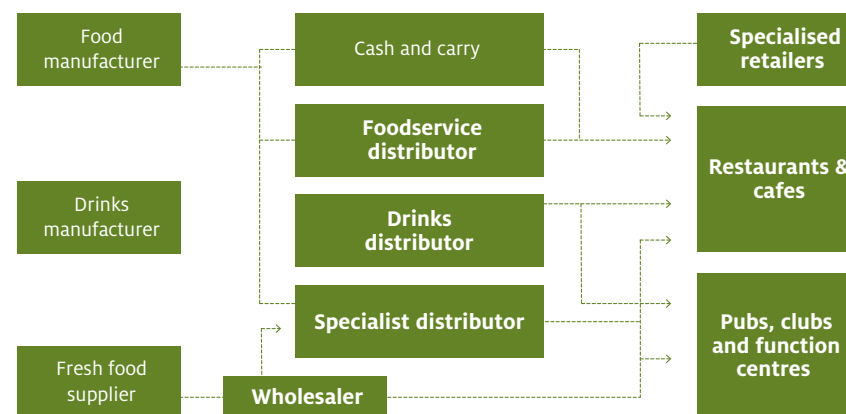 Food
manufacturer
Cash and carry
Specialised
retailers
Foodservice
distributor
Restaurants &
cafes
Drinks
manufacturer
Drinks
distributor
Specialist distributor
Pubs, clubs
and function
centres
Fresh food
supplier
Wholesaler